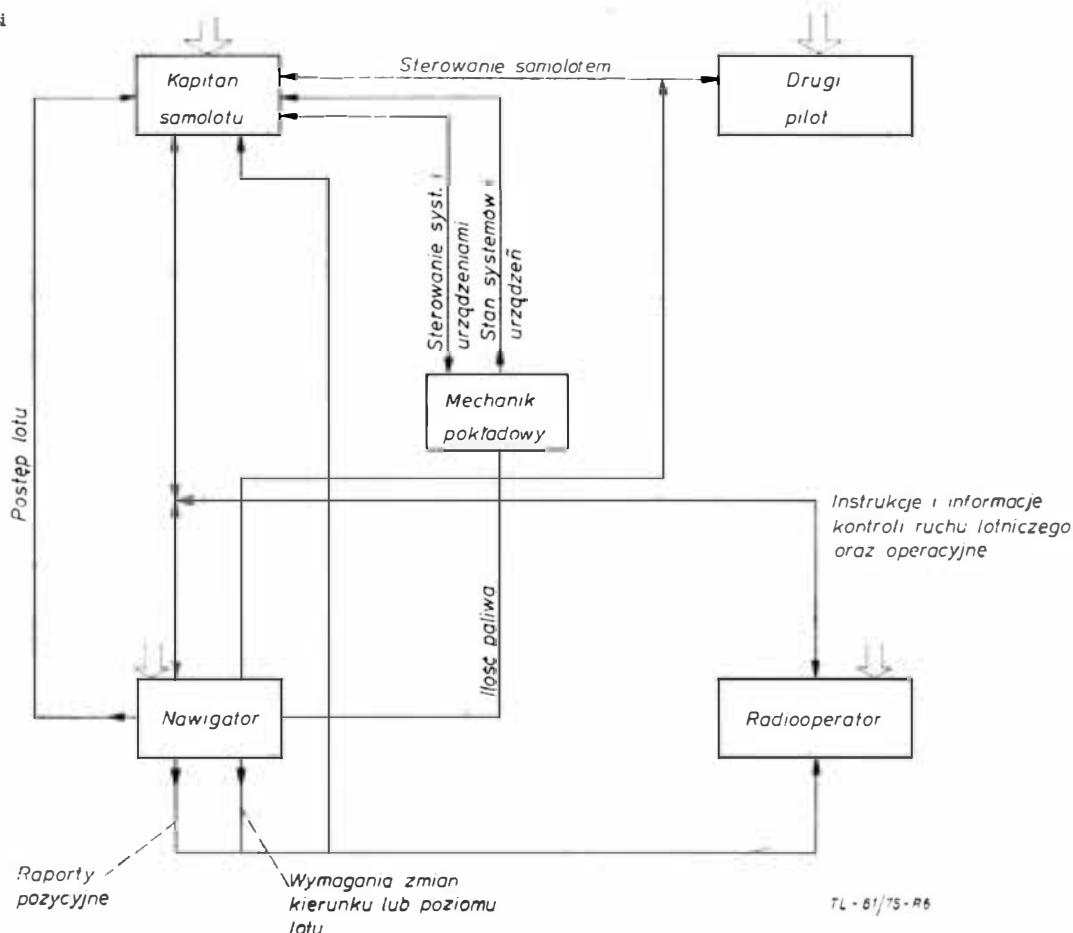 i
Kapitan
samolotu
Sterowanie samolotem
Drugi
pilot
Sterowanie syst. i
urządzeniami
Stan systemów
urządzeń
Mechanik
pokładowy
Postęp lotu
Instrukcje i informacje
kontroli ruchu lotniczego
oraz operacyjne
Ilość paliwa
Nawigator
Radiooperator
Raporty
pozycyjne
Wymagania zmian
kierunku lub poziomu
lotu
TL-61/75-R6